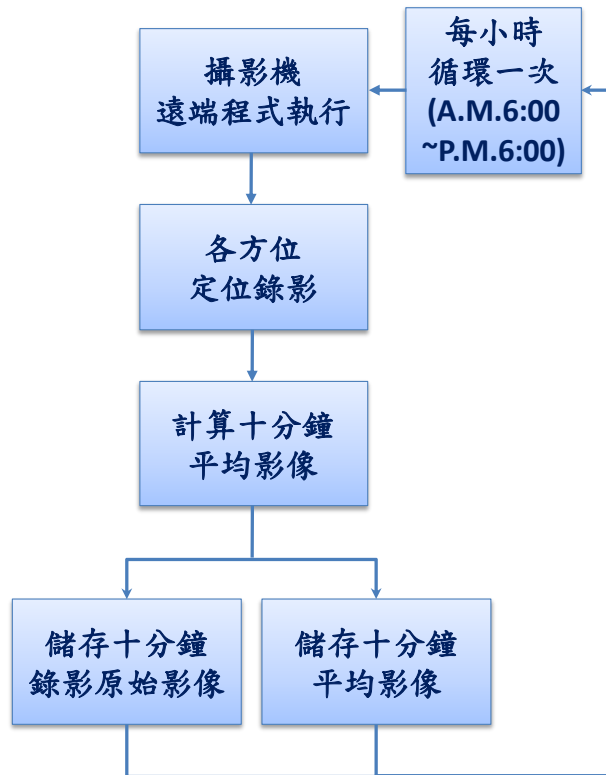 攝影機
遠端程式執行
每小時
循環一次
(A.M.6:00
~P.M.6:00)
各方位
定位錄影
計算十分鐘
平均影像
儲存十分鐘
錄影原始影像
儲存十分鐘
平均影像